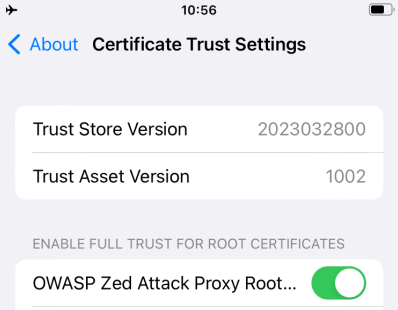 10:56
About Certificate Trust Settings
Trust Store Version 2023032800
Trust Asset Version 1002
ENABLE FULL TRUST FOR ROOT CERTIFICATES
OWASP Zed Attack Proxy Root...